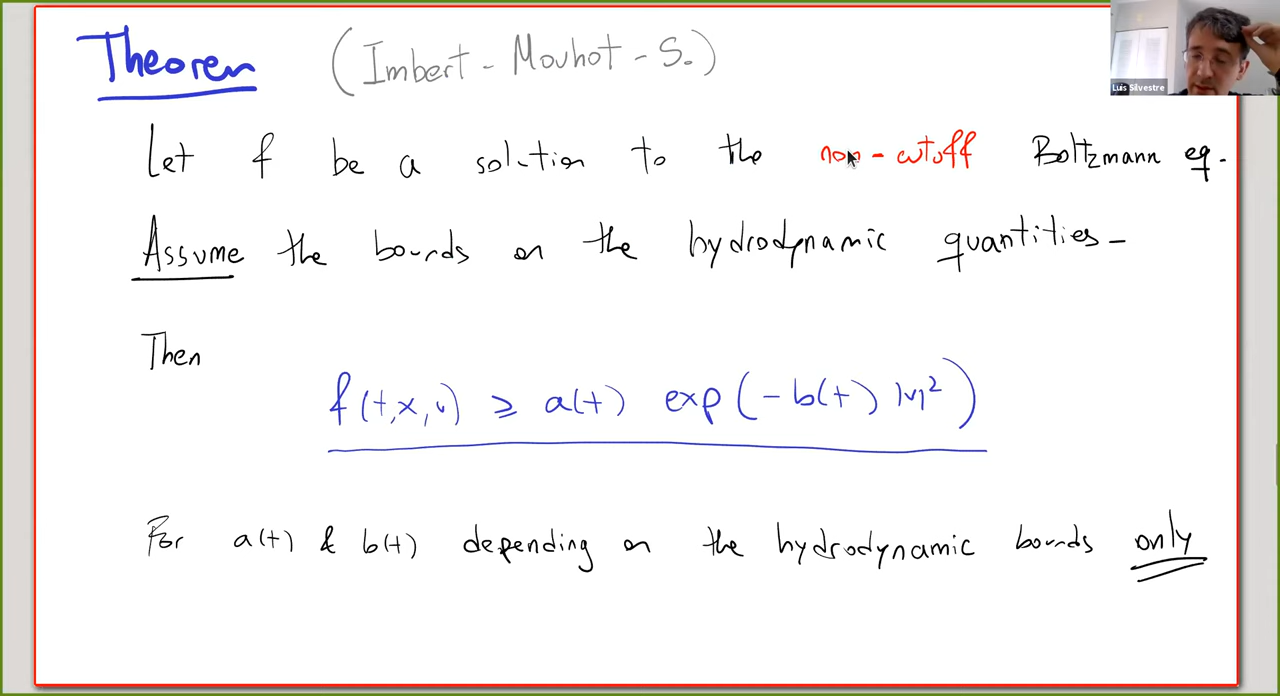 Theorem (Imbert - Mouhot - S.)
Luis Silvestre
Let f be a solution to the non-cutoff Boltzmann eq.
Assume the bounds on the hydrodynamic quantities-
Then
f(t,x,v) ≥ a(t) exp(-b(t) |v|²)
For a(t) & b(t) depending on the hydrodynamic bounds only